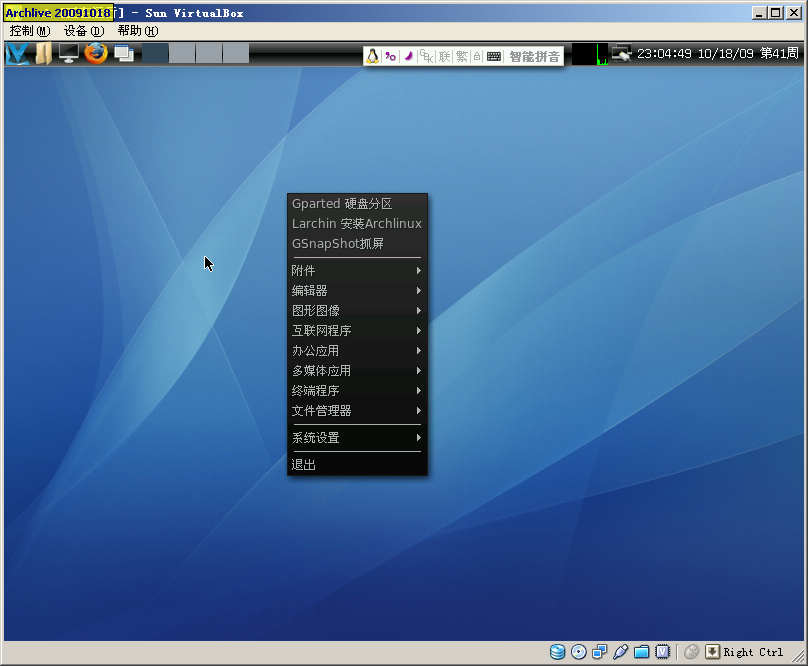 Archlive 20091018 行] - Sun VirtualBox
控制(M) 设备(D) 帮助(H)
联 繁 智能拼音
23:04:49 10/18/09 第41周
Gparted 硬盘分区
Larchin 安装Archlinux
GSnapShot抓屏
附件
编辑器
图形图像
互联网程序
办公应用
多媒体应用
终端程序
文件管理器
系统设置
退出
Right Ctrl